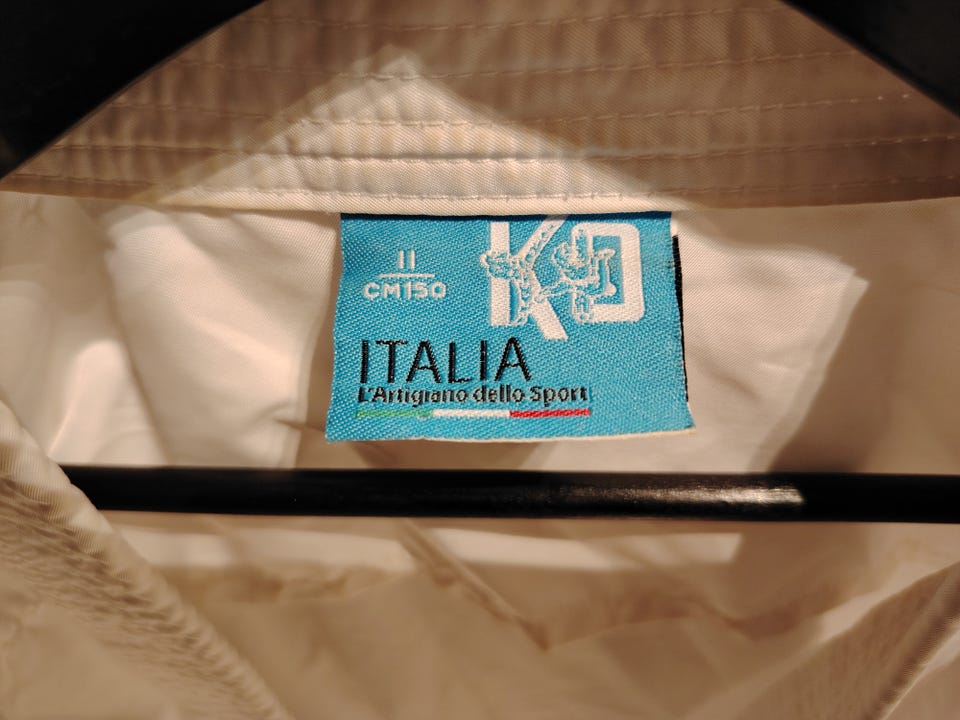 II
CM150
KO
ITALIA
L'Artigiano dello Sport